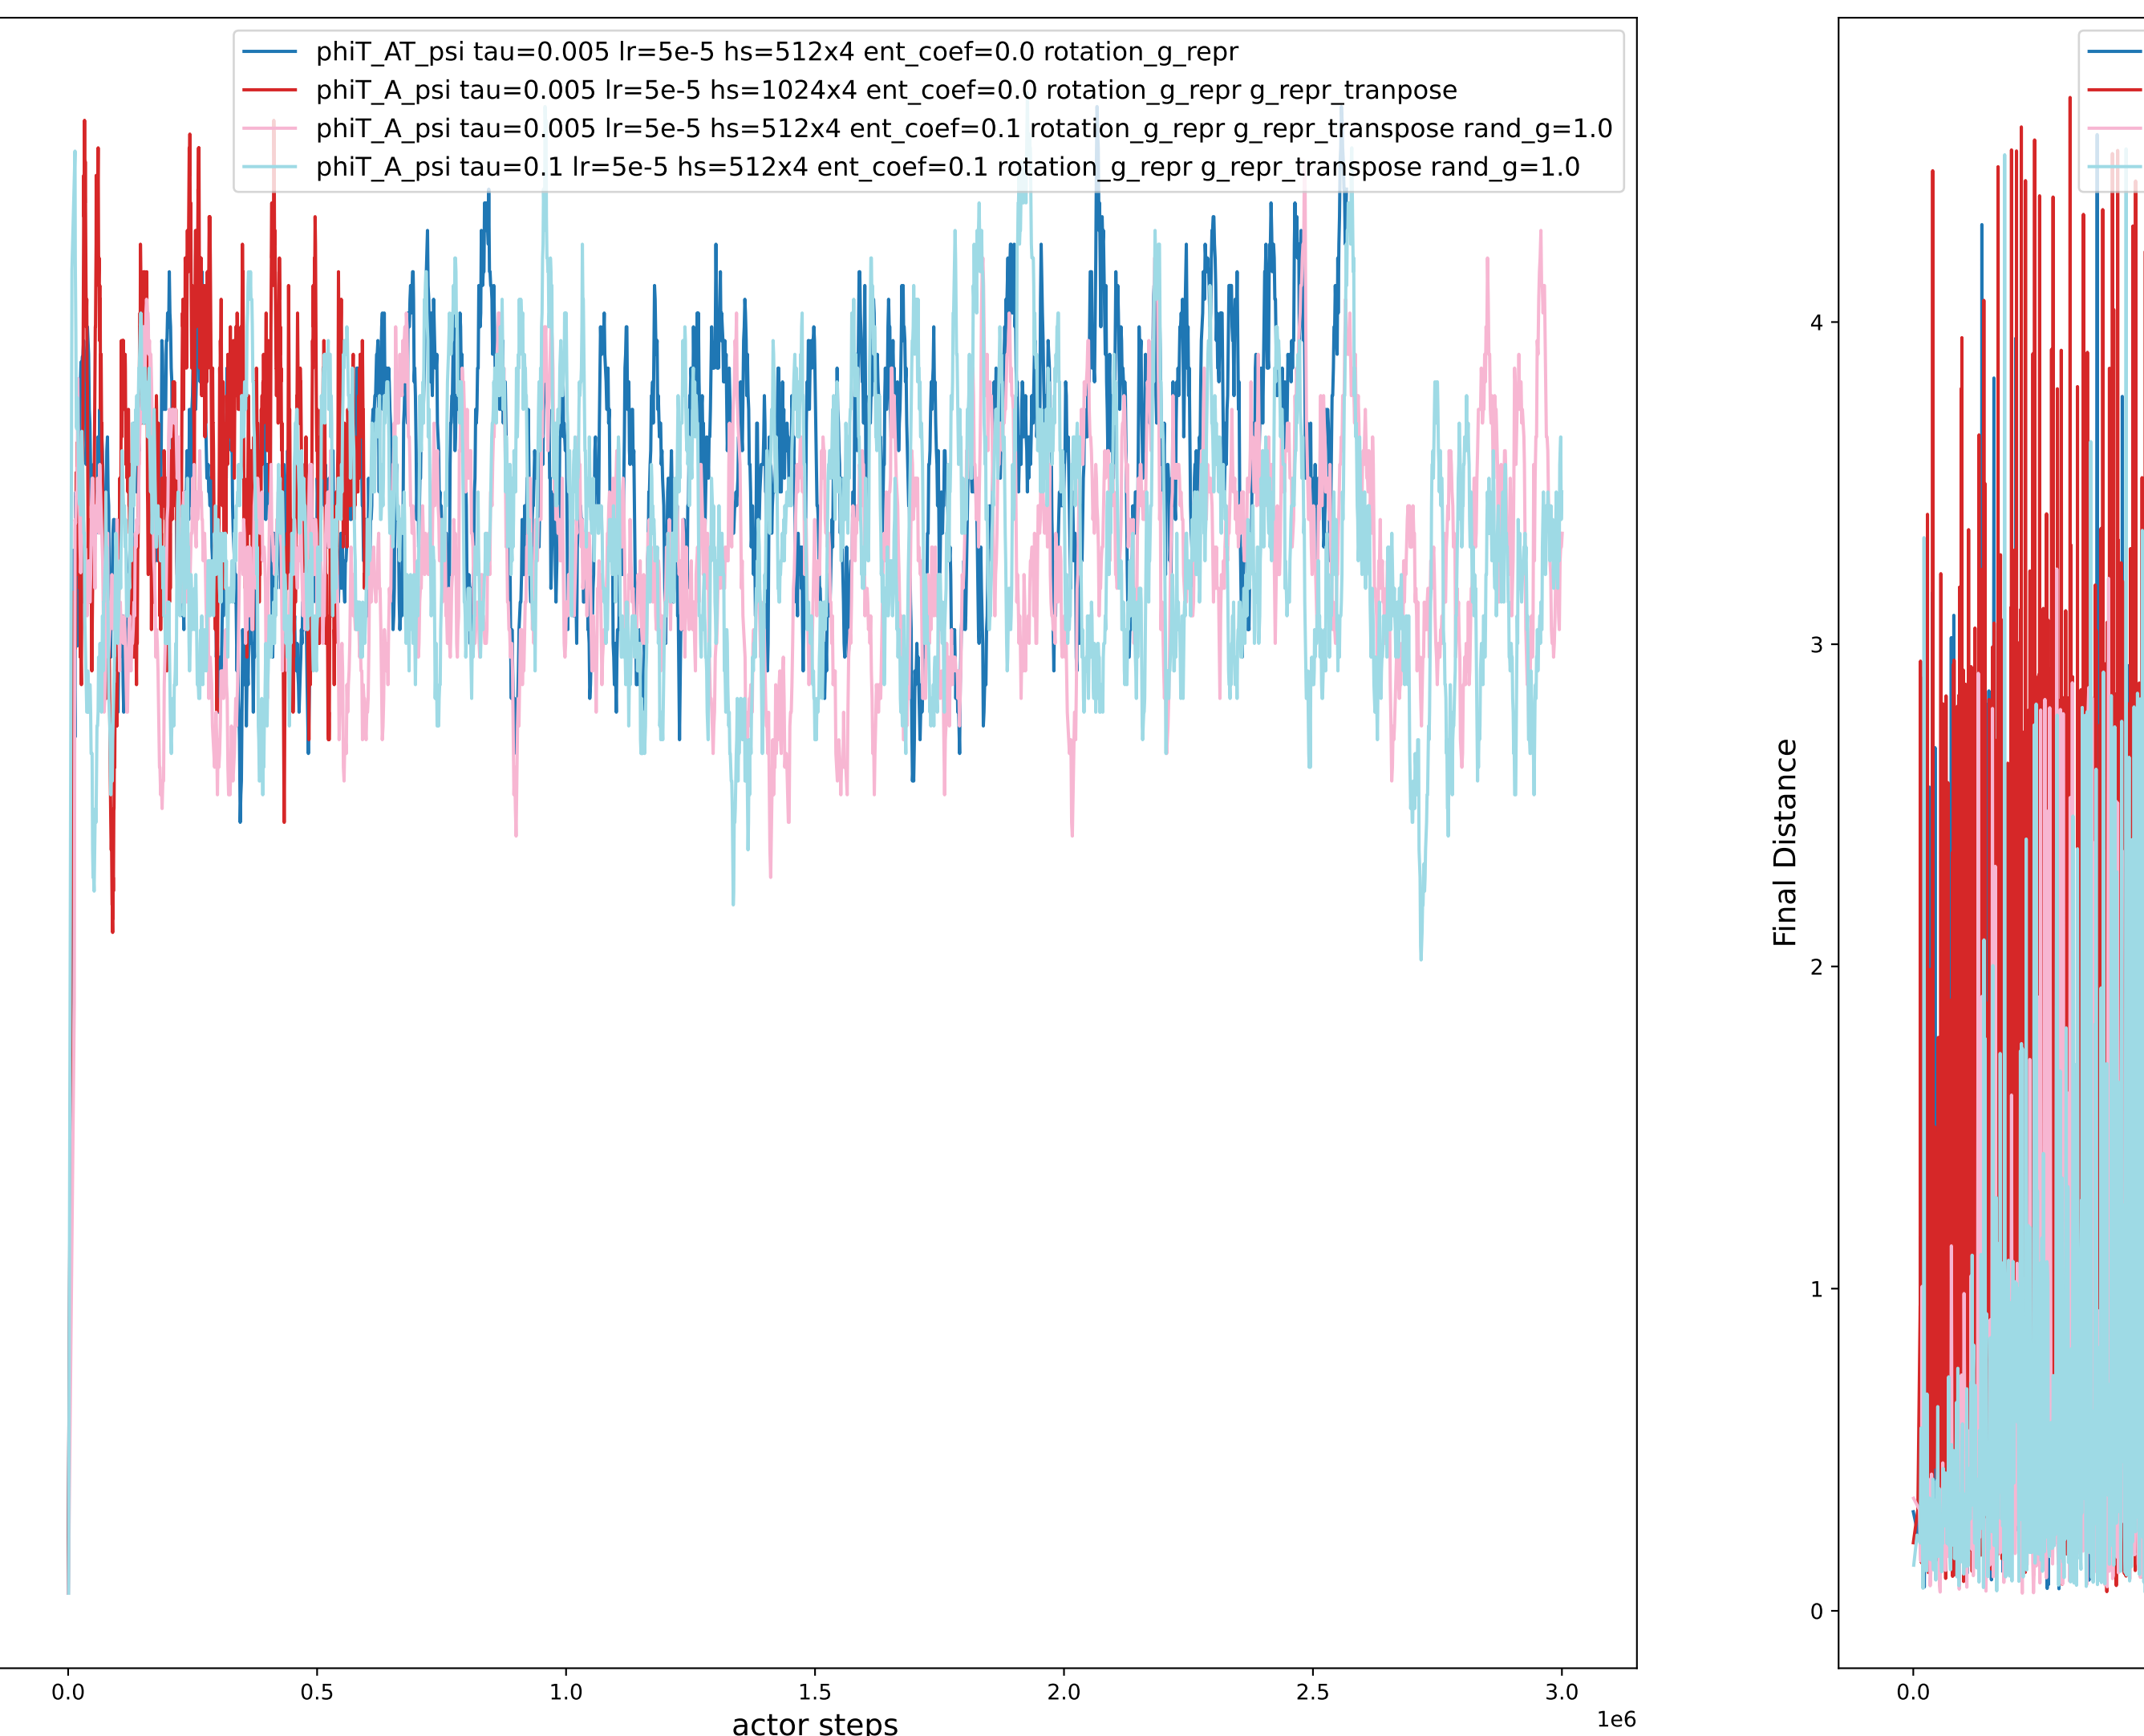 phiT_AT_psi tau=0.005 lr=5e-5 hs=512x4 ent_coef=0.0 rotation_g_repr
phiT_A_psi tau=0.005 lr=5e-5 hs=1024x4 ent_coef=0.0 rotation_g_repr g_repr_tranpose
phiT_A_psi tau=0.005 lr=5e-5 hs=512x4 ent_coef=0.1 rotation_g_repr g_repr_transpose rand_g=1.0
phiT_A_psi tau=0.1 lr=5e-5 hs=512x4 ent_coef=0.1 rotation_g_repr g_repr_transpose rand_g=1.0
0.0 0.5 1.0 1.5 2.0 2.5 3.0
1e6
actor steps
Final Distance
4
3
2
1
0
0.0